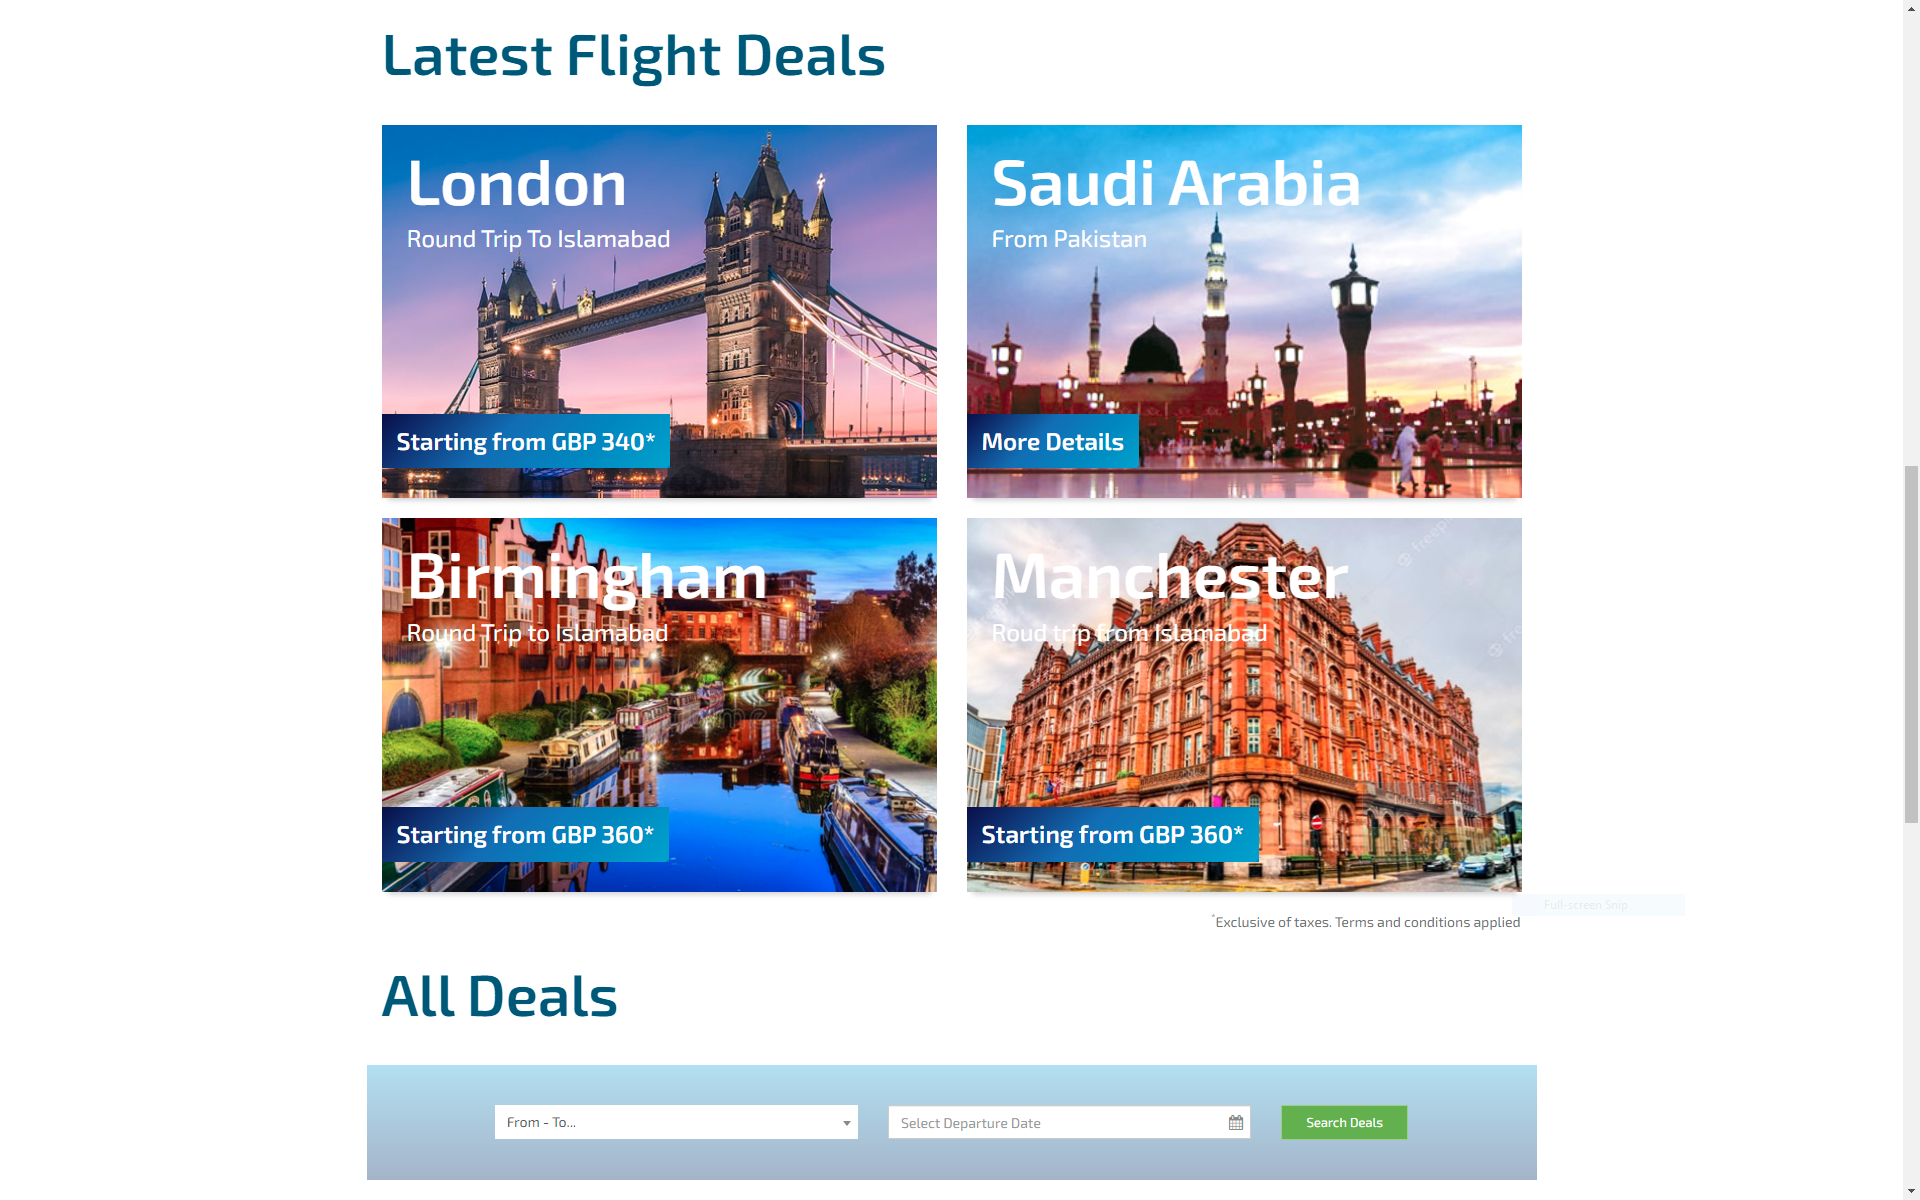 Latest Flight Deals
London
Round Trip To Islamabad
Starting from GBP 340*
Saudi Arabia
From Pakistan
More Details
Birmingham
Round Trip to Islamabad
Starting from GBP 360*
Manchester
Roud trip from Islamabad
Starting from GBP 360*
*Exclusive of taxes. Terms and conditions applied
Full-screen Snip
All Deals
From - To...
Select Departure Date
Search Deals